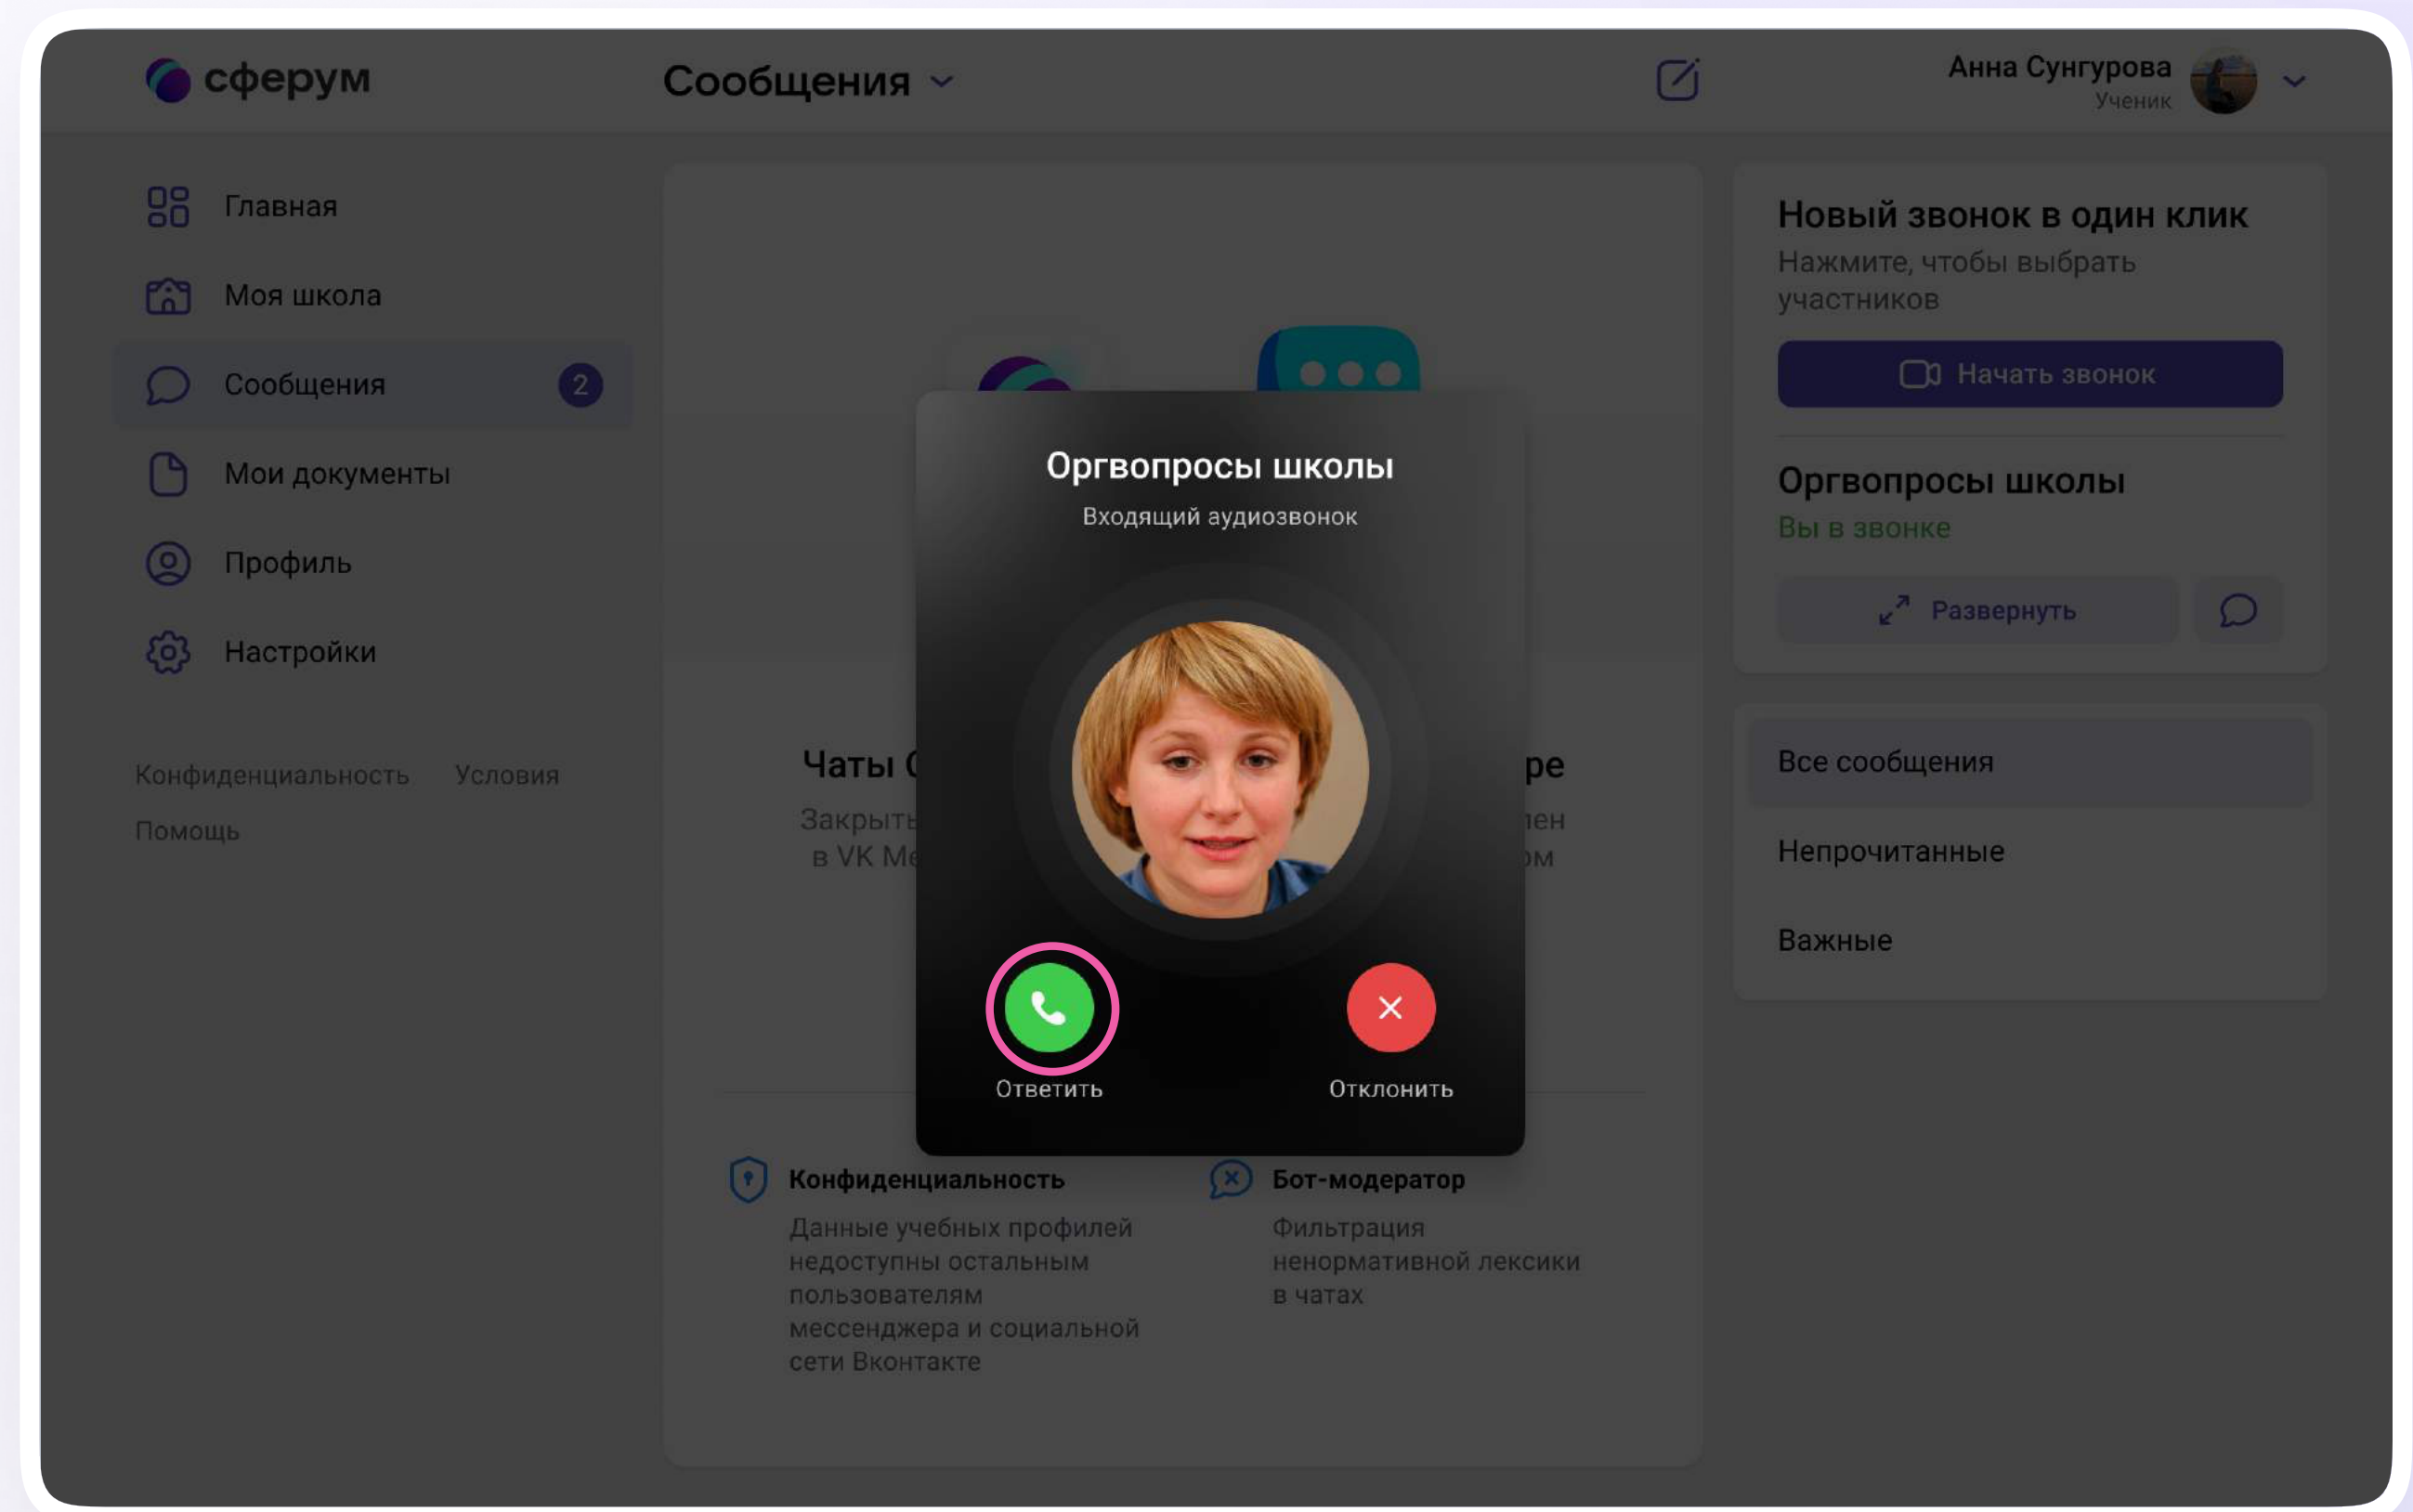 сферум
Сообщения
Анна Сунгурова
Ученик
Главная
Моя школа
Сообщения
2
Мои документы
Профиль
Настройки
Конфиденциальность Условия
Помощь
Оргвопросы школы
Входящий аудиозвонок
Ответить
Отклонить
Чаты
в VK
Конфиденциальность
Данные учебных профилей
недоступны остальным
пользователям
мессенджера и социальной
сети Вконтакте
Бот-модератор
Фильтрация
ненормативной лексики
в чатах
Новый звонок в один клик
Нажмите, чтобы выбрать
участников
Начать звонок
Оргвопросы школы
Вы в звонке
Развернуть
Все сообщения
Непрочитанные
Важные